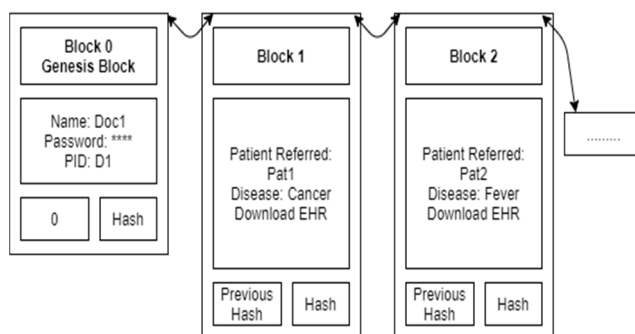 Block 0
Genesis Block
Name: Doc1
Password: ****
PID: D1
0
Hash
Block 1
Patient Referred:
Pat1
Disease: Cancer
Download EHR
Previous
Hash
Hash
Block 2
Patient Referred:
Pat2
Disease: Fever
Download EHR
Previous
Hash
Hash
.........